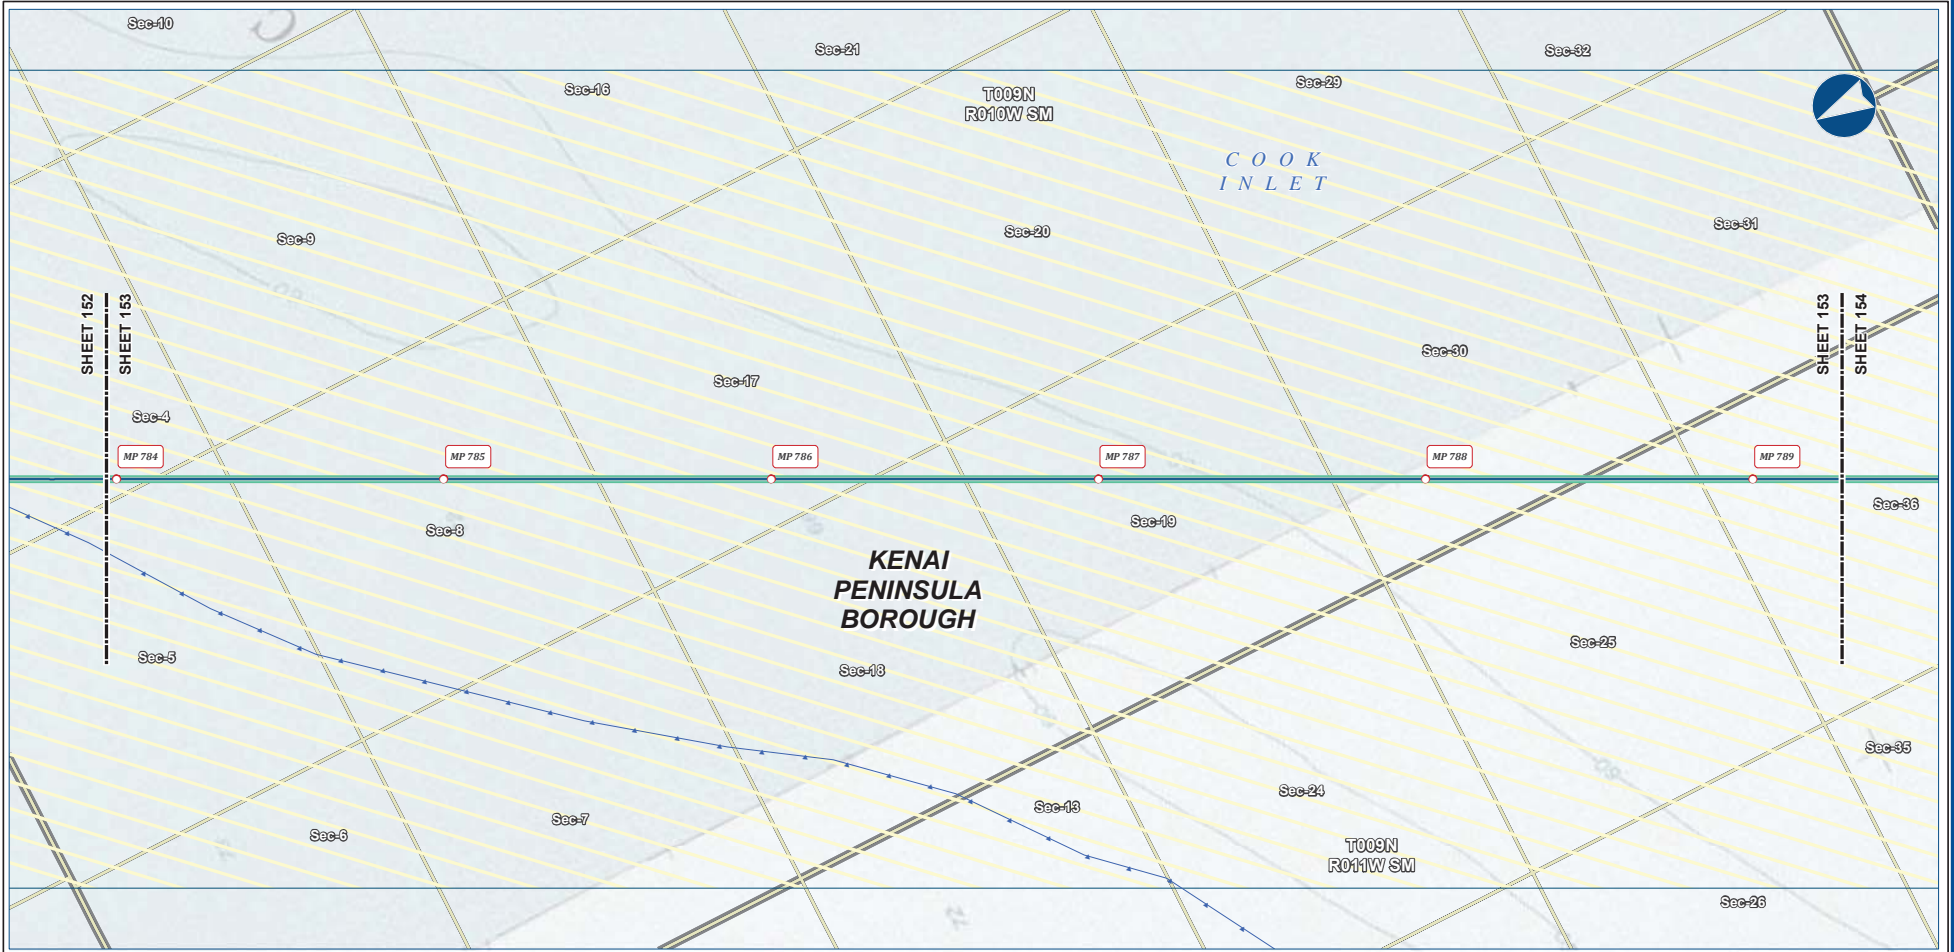 Sec-10
Sec-21
Sec-32
Sec-16
Sec-29
T009N
R010W SM
COOK
INLET
Sec-9
Sec-20
Sec-31
SHEET 152
SHEET 153
SHEET 153
SHEET 154
Sec-17
Sec-30
Sec-4
MP 784
MP 785
MP 786
MP 787
MP 788
MP 789
Sec-8
Sec-19
Sec-36
KENAI
PENINSULA
BOROUGH
Sec-5
Sec-18
Sec-25
Sec-35
Sec-6
Sec-7
Sec-13
Sec-24
T009N
R011W SM
Sec-26